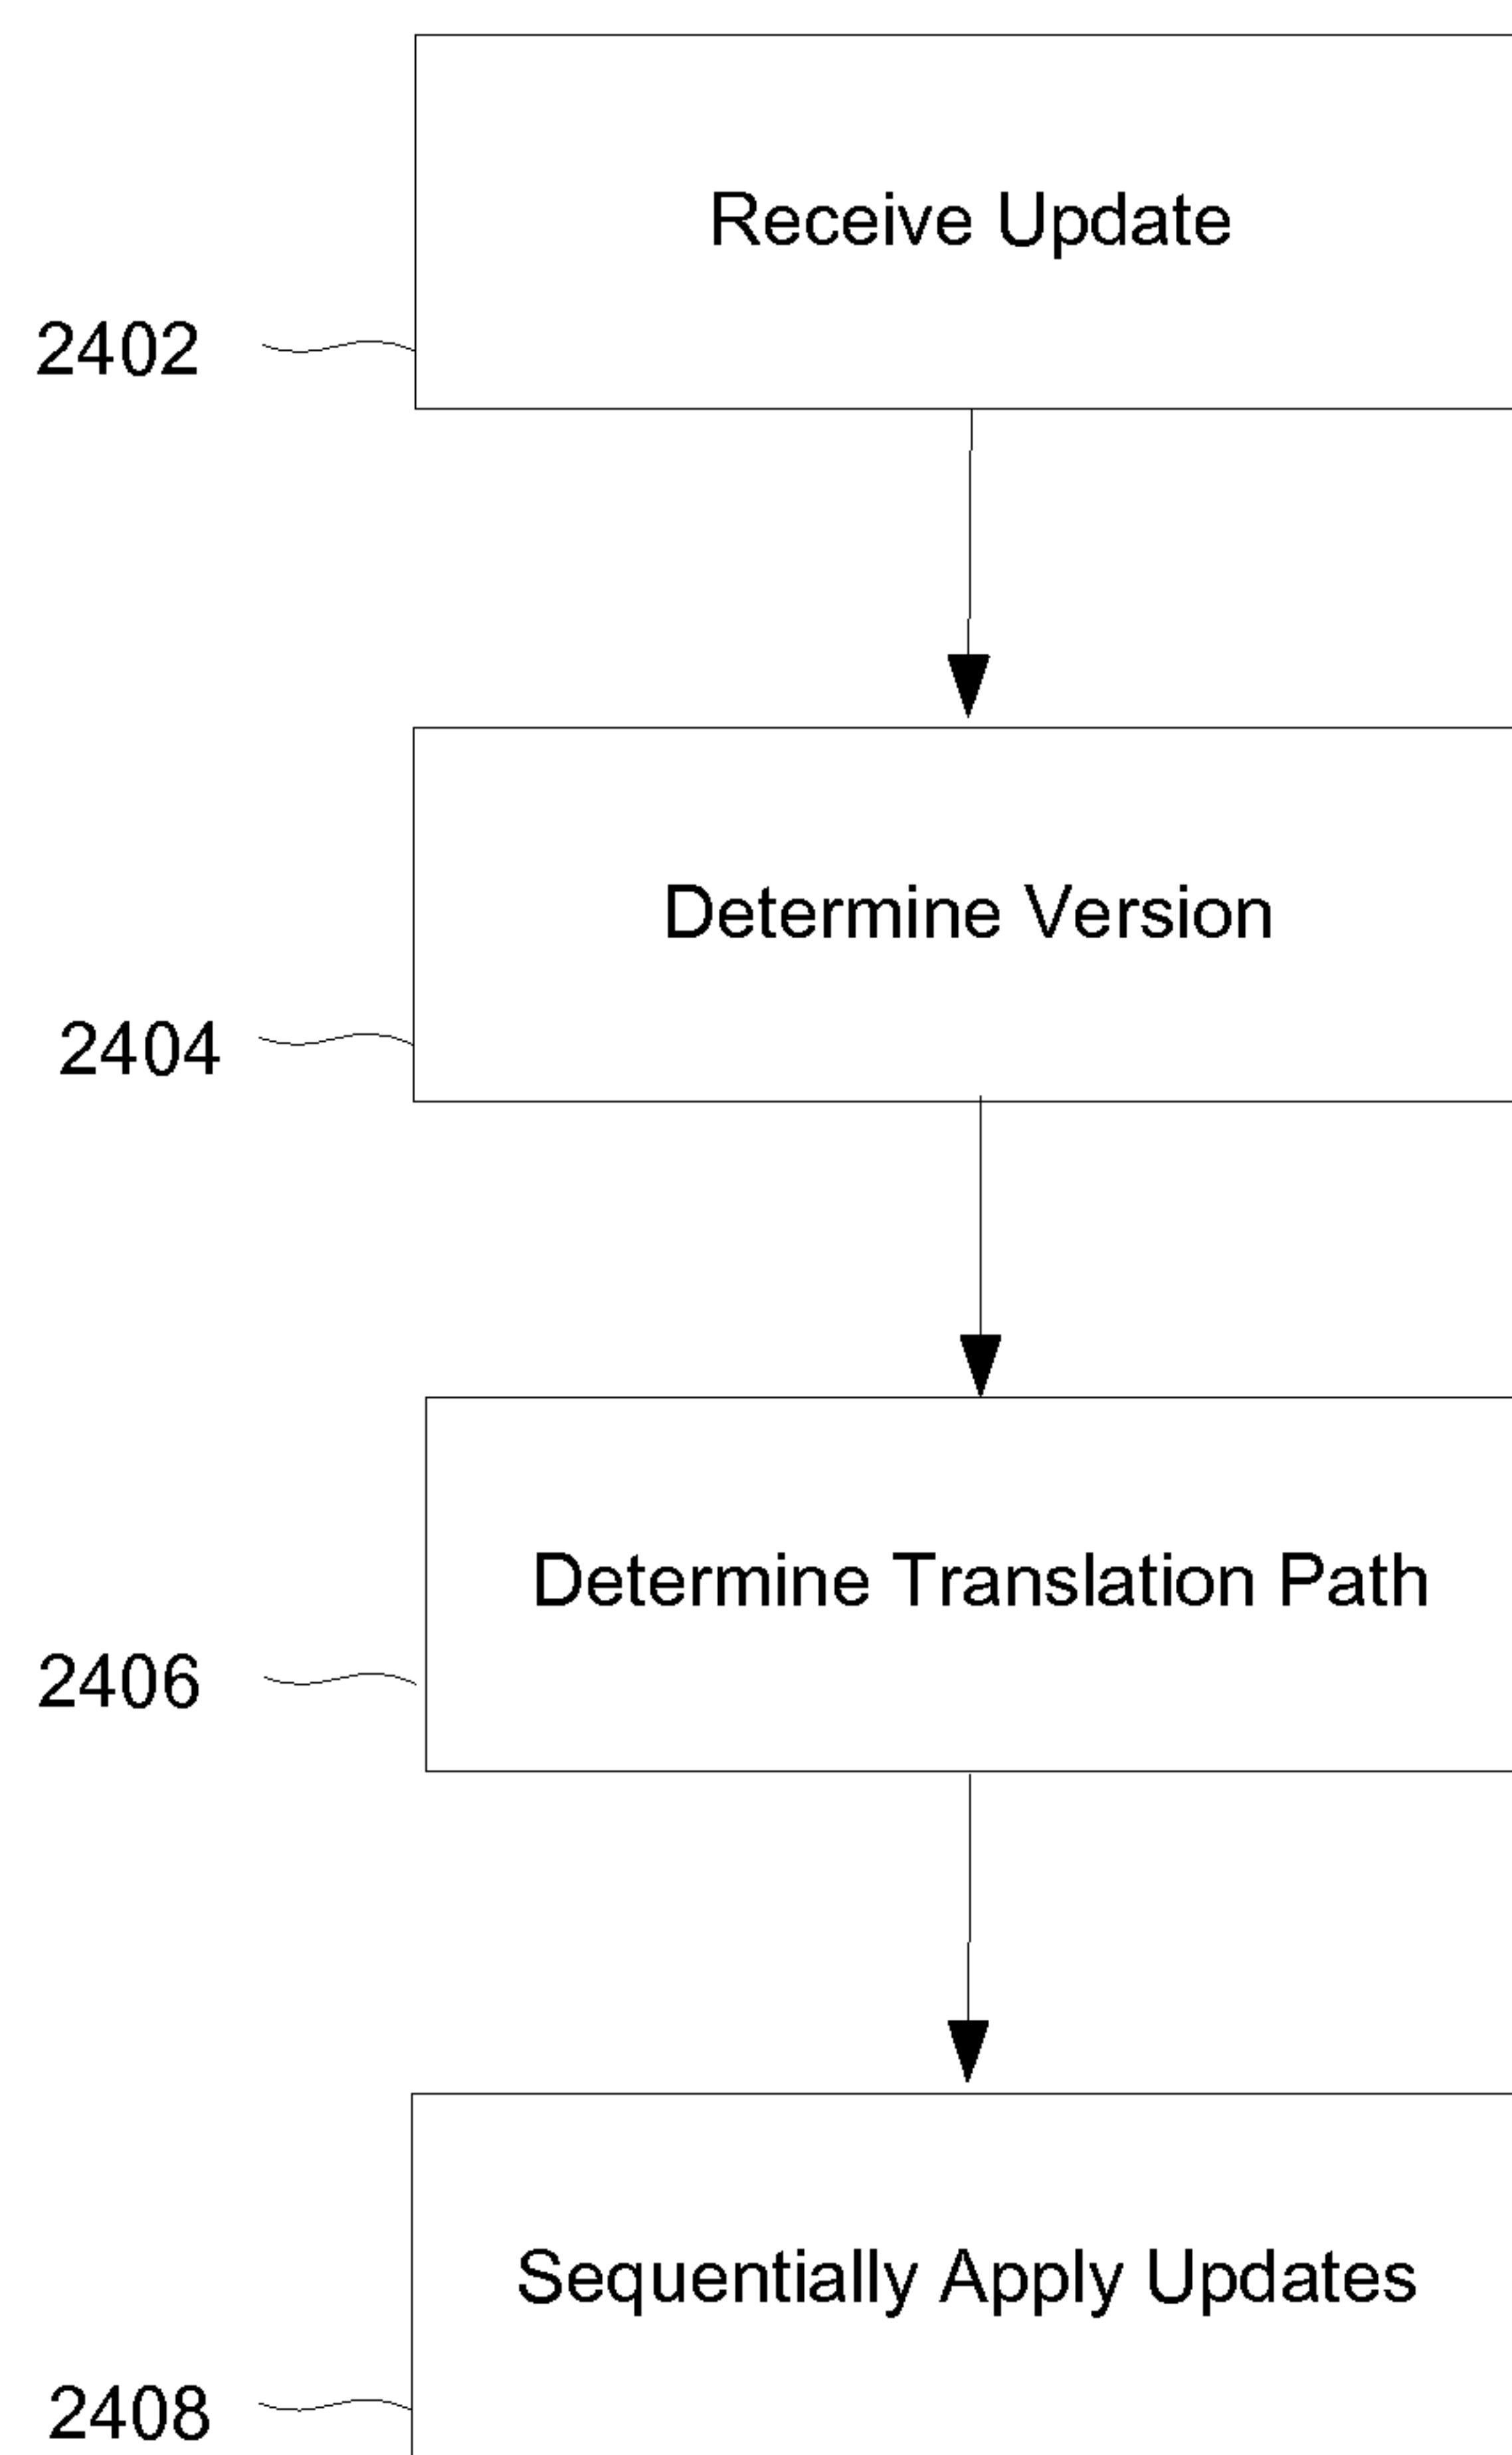 Receive Update
2402
Determine Version
2404
Determine Translation Path
2406
Sequentially Apply Updates
2408